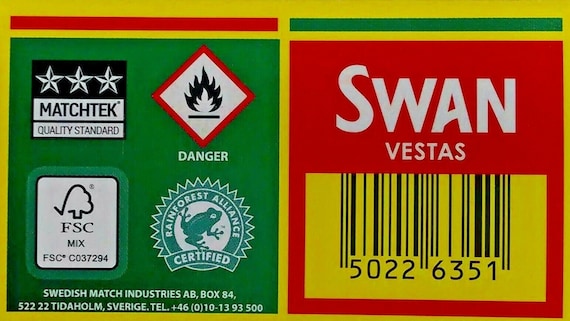 MATCHTEK®
QUALITY STANDARD
DANGER
FSC
MIX
FSC® C037294
RAINFOREST ALLIANCE
CERTIFIED
SWEDISH MATCH INDUSTRIES AB, BOX 84,
522 22 TIDAHOLM, SVERIGE. TEL. +46 (0)10-13 93 500
SWAN
VESTAS
5022 6351